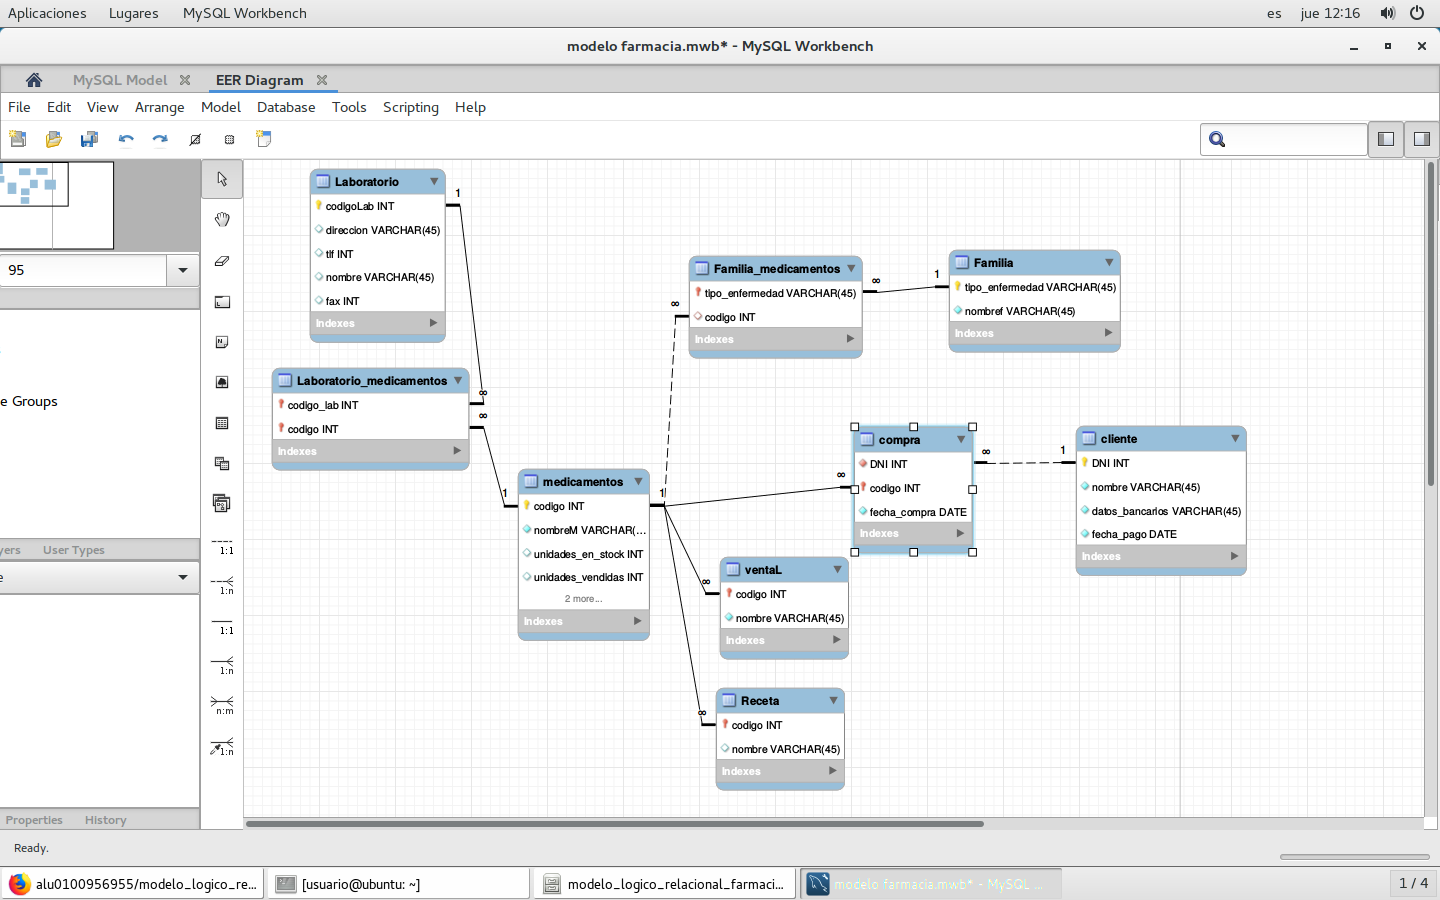 Aplicaciones Lugares MySQL Workbench es jue 12:16
modelo farmacia.mwb* - MySQL Workbench
MySQL Model EER Diagram
File Edit View Arrange Model Database Tools Scripting Help
95
e Groups
yers User Types
e
Properties History
1:1
1:n
1:1
1:n
n:m
1:n
Laboratorio
codigoLab INT
direccion VARCHAR(45)
tlf INT
nombre VARCHAR(45)
fax INT
Indexes
1
∞
Laboratorio_medicamentos
codigo_lab INT
codigo INT
Indexes
∞
1
medicamentos
codigo INT
nombreM VARCHAR(...
unidades_en_stock INT
unidades_vendidas INT
2 more...
Indexes
1
∞
Familia_medicamentos
tipo_enfermedad VARCHAR(45)
codigo INT
Indexes
∞
1
Familia
tipo_enfermedad VARCHAR(45)
nombref VARCHAR(45)
Indexes
∞
compra
DNI INT
codigo INT
fecha_compra DATE
Indexes
∞
1
cliente
DNI INT
nombre VARCHAR(45)
datos_bancarios VARCHAR(45)
fecha_pago DATE
Indexes
∞
ventaL
codigo INT
nombre VARCHAR(45)
Indexes
∞
Receta
codigo INT
nombre VARCHAR(45)
Indexes
Ready.
alu0100956955/modelo_logico_re... [usuario@ubuntu: ~] modelo_logico_relacional_farmaci... modelo farmacia.mwb* - MySQL ... 1 / 4